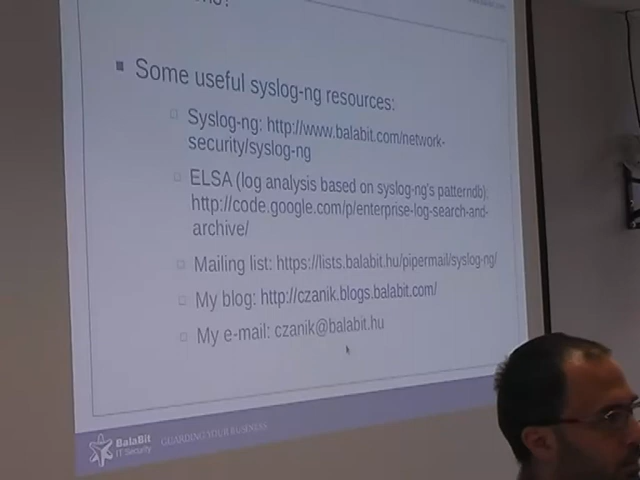 Some useful syslog-ng resources:
Syslog-ng: http://www.balabit.com/network-
security/syslog-ng
ELSA (log analysis based on syslog-ng's patterndb):
http://code.google.com/p/enterprise-log-search-and-
archive/
Mailing list: https://lists.balabit.hu/pipermail/syslog-ng/
My blog: http://czanik.blogs.balabit.com/
My e-mail: czanik@balabit.hu
BalaBit
IT Security
GUARDING YOUR BUSINESS